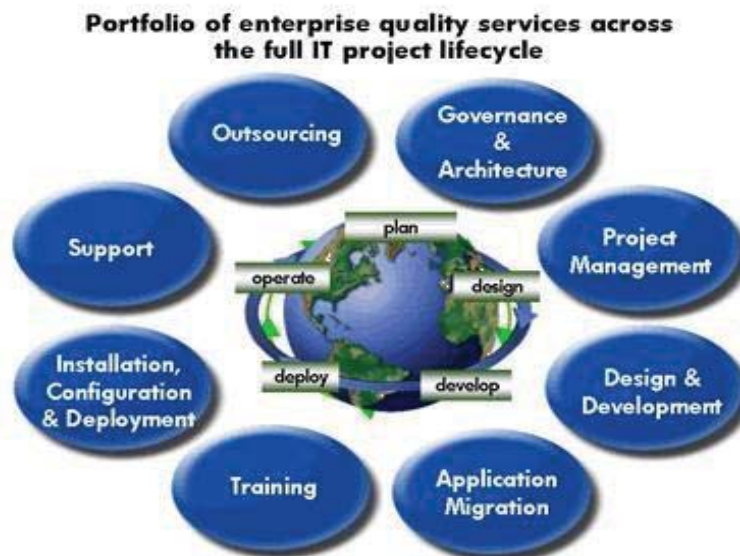 Portfolio of enterprise quality services across
the full IT project lifecycle
Outsourcing
Governance
&
Architecture
Support
plan
Project
Management
operate
design
Installation,
Configuration
& Deployment
deploy
develop
Design &
Development
Training
Application
Migration